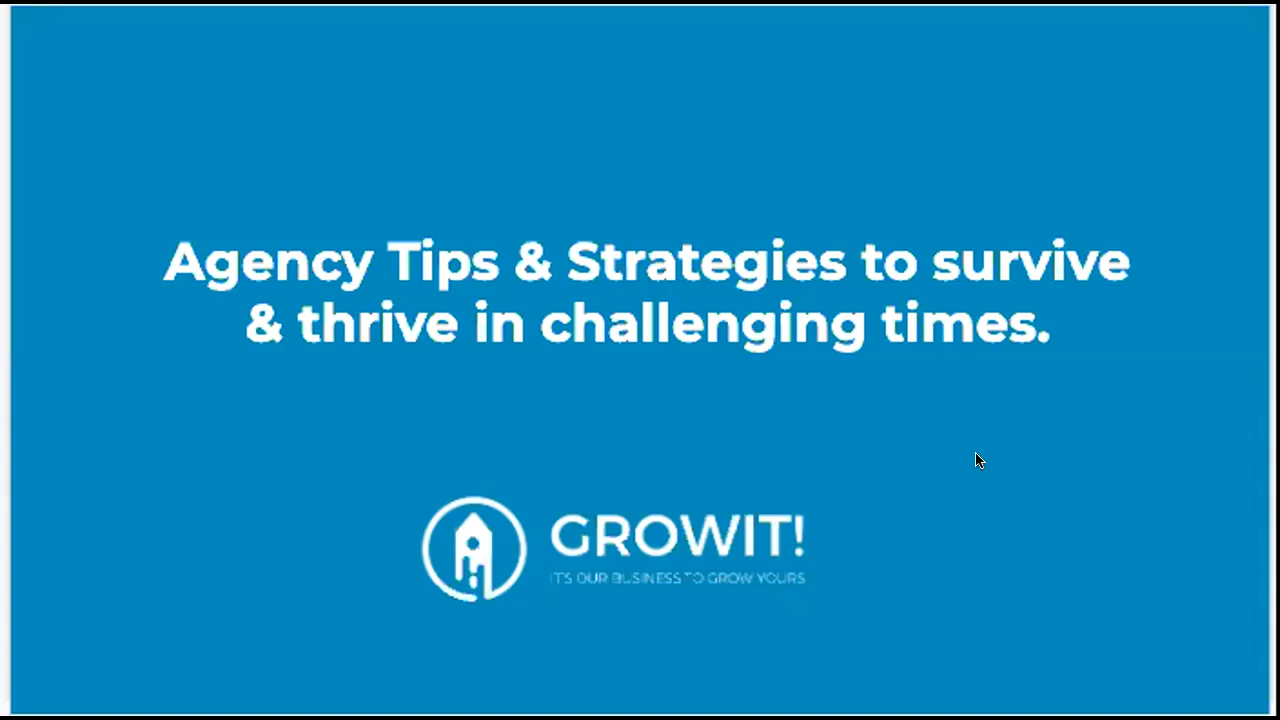 Agency Tips & Strategies to survive
& thrive in challenging times.
GROWIT!
IT'S OUR BUSINESS TO GROW YOURS